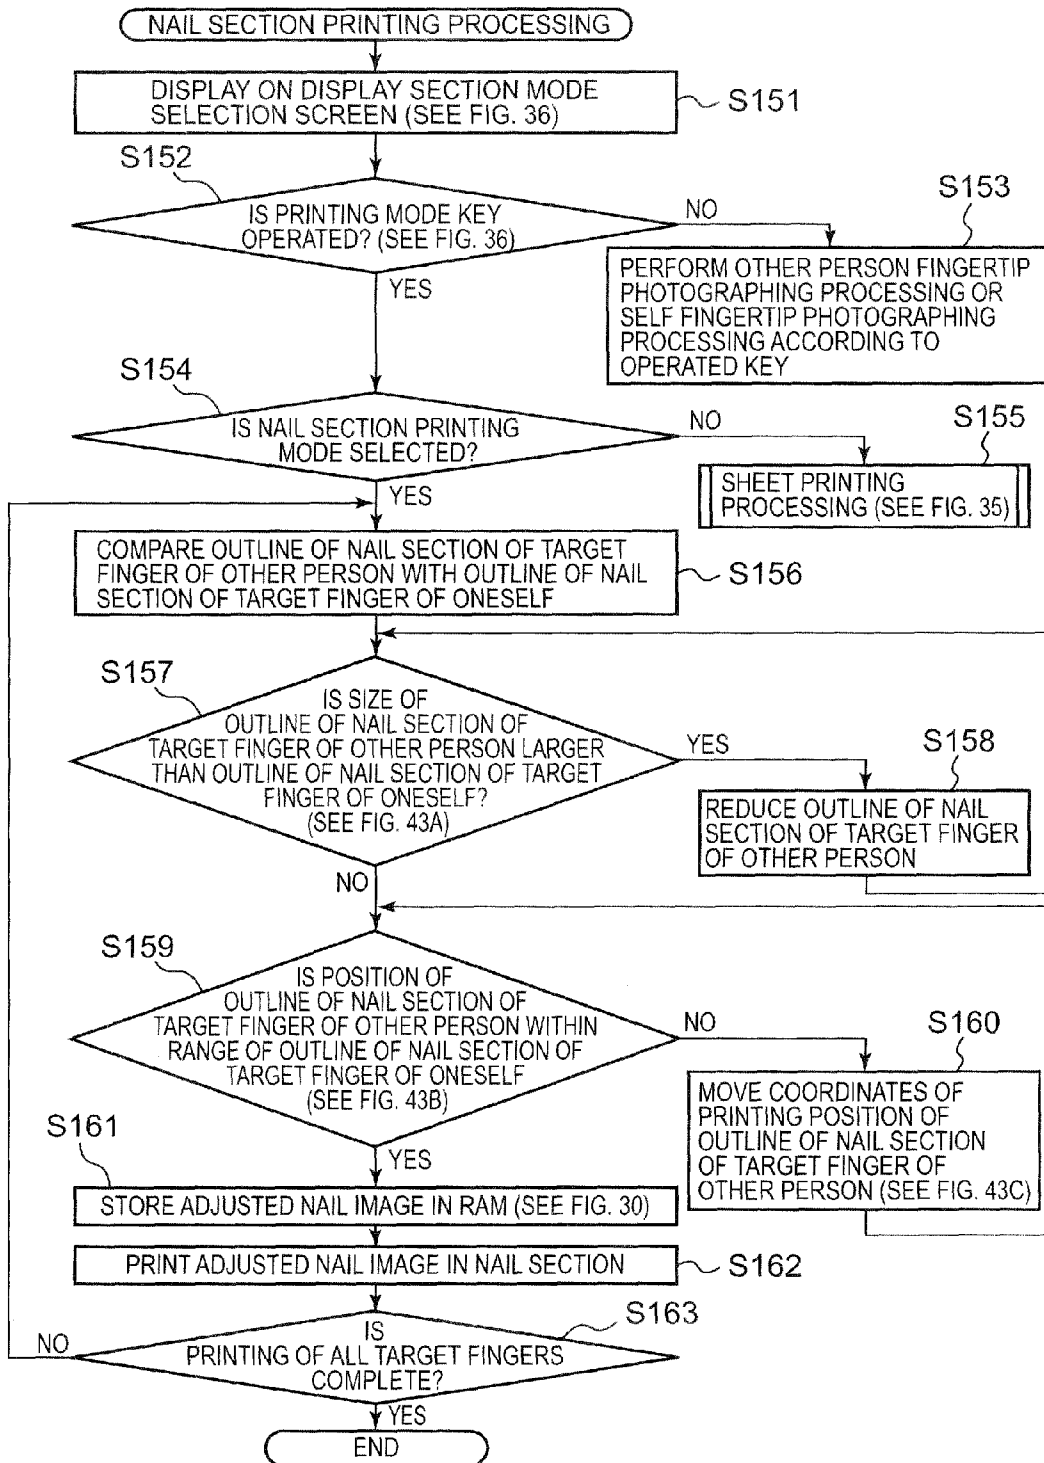 NAIL SECTION PRINTING PROCESSING
DISPLAY ON DISPLAY SECTION MODE
SELECTION SCREEN (SEE FIG. 36)
S151
S152
IS PRINTING MODE KEY
OPERATED? (SEE FIG. 36)
NO
YES
S153
PERFORM OTHER PERSON FINGERTIP
PHOTOGRAPHING PROCESSING OR
SELF FINGERTIP PHOTOGRAPHING
PROCESSING ACCORDING TO
OPERATED KEY
S154
IS NAIL SECTION PRINTING
MODE SELECTED?
NO
YES
S155
SHEET PRINTING
PROCESSING (SEE FIG. 35)
COMPARE OUTLINE OF NAIL SECTION OF TARGET
FINGER OF OTHER PERSON WITH OUTLINE OF NAIL
SECTION OF TARGET FINGER OF ONESELF
S156
S157
IS SIZE OF
OUTLINE OF NAIL SECTION OF
TARGET FINGER OF OTHER PERSON LARGER
THAN OUTLINE OF NAIL SECTION OF TARGET
FINGER OF ONESELF?
(SEE FIG. 43A)
YES
NO
S158
REDUCE OUTLINE OF NAIL
SECTION OF TARGET FINGER
OF OTHER PERSON
S159
IS POSITION OF
OUTLINE OF NAIL SECTION OF
TARGET FINGER OF OTHER PERSON WITHIN
RANGE OF OUTLINE OF NAIL SECTION OF
TARGET FINGER OF ONESELF
(SEE FIG. 43B)
NO
YES
S160
MOVE COORDINATES OF
PRINTING POSITION OF
OUTLINE OF NAIL SECTION
OF TARGET FINGER OF
OTHER PERSON (SEE FIG. 43C)
S161
STORE ADJUSTED NAIL IMAGE IN RAM (SEE FIG. 30)
PRINT ADJUSTED NAIL IMAGE IN NAIL SECTION
S162
S163
IS
PRINTING OF ALL TARGET FINGERS
COMPLETE?
NO
YES
END